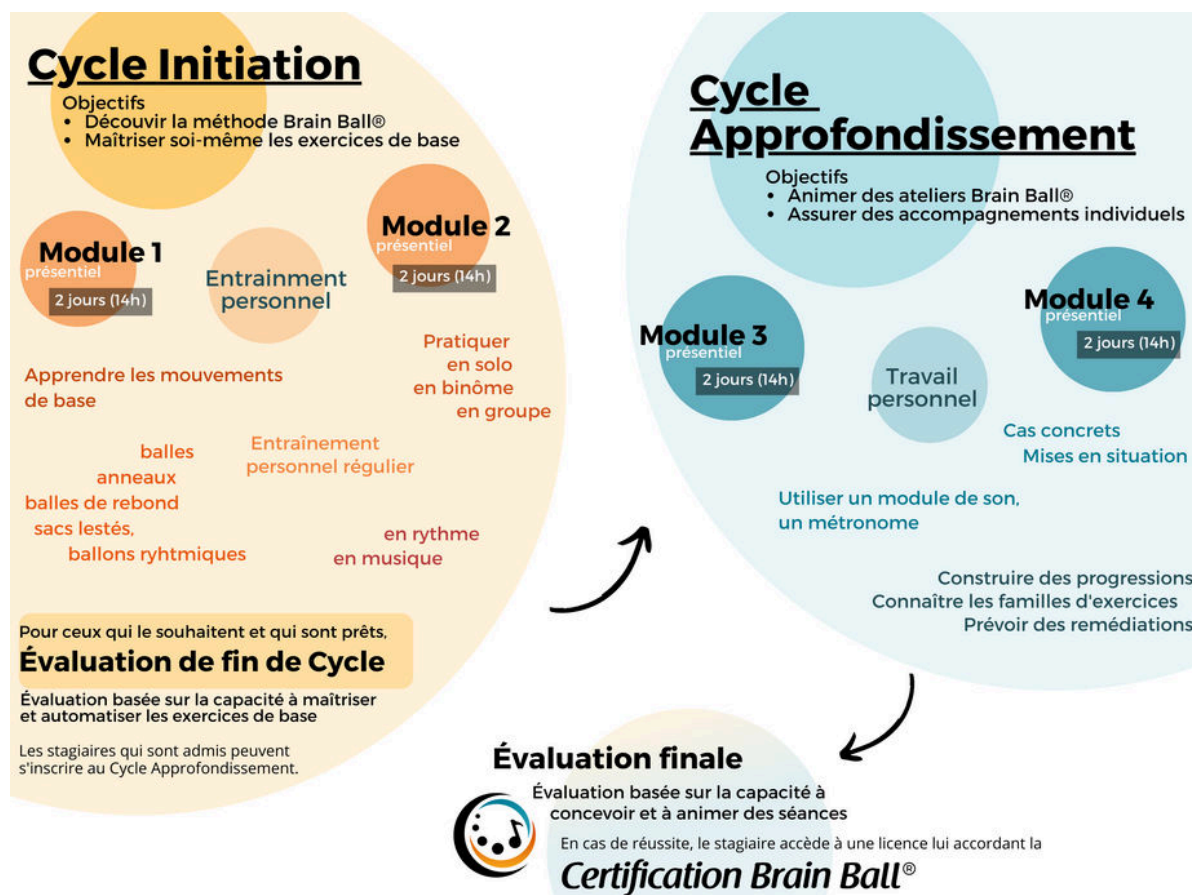 Cycle Initiation
Objectifs
• Découvir la méthode Brain Ball®
• Maîtriser soi-même les exercices de base
Module 1
présentiel
2 jours (14h)
Entrainment
personnel
Module 2
présentiel
2 jours (14h)
Apprendre les mouvements
de base
Pratiquer
en solo
en binôme
en groupe
balles
anneaux
balles de rebond
sacs lestés,
ballons ryhtmiques
Entraînement
personnel régulier
en rythme
en musique
Pour ceux qui le souhaitent et qui sont prêts,
Évaluation de fin de Cycle
Évaluation basée sur la capacité à maîtriser
et automatiser les exercices de base
Les stagiaires qui sont admis peuvent
s'inscrire au Cycle Approfondissement.
Cycle
Approfondissement
Objectifs
• Animer des ateliers Brain Ball®
• Assurer des accompagnements individuels
Module 3
présentiel
2 jours (14h)
Travail
personnel
Module 4
présentiel
2 jours (14h)
Cas concrets
Mises en situation
Utiliser un module de son,
un métronome
Construire des progressions
Connaître les familles d'exercices
Prévoir des remédiations
Évaluation finale
Évaluation basée sur la capacité à
concevoir et à animer des séances
En cas de réussite, le stagiaire accède à une licence lui accordant la
Certification Brain Ball®